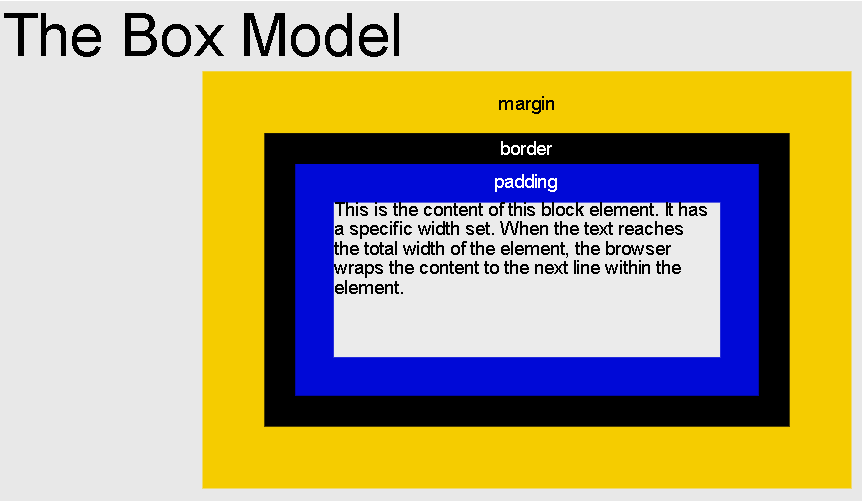 The Box Model
margin
border
padding
This is the content of this block element. It has
a specific width set. When the text reaches
the total width of the element, the browser
wraps the content to the next line within the
element.